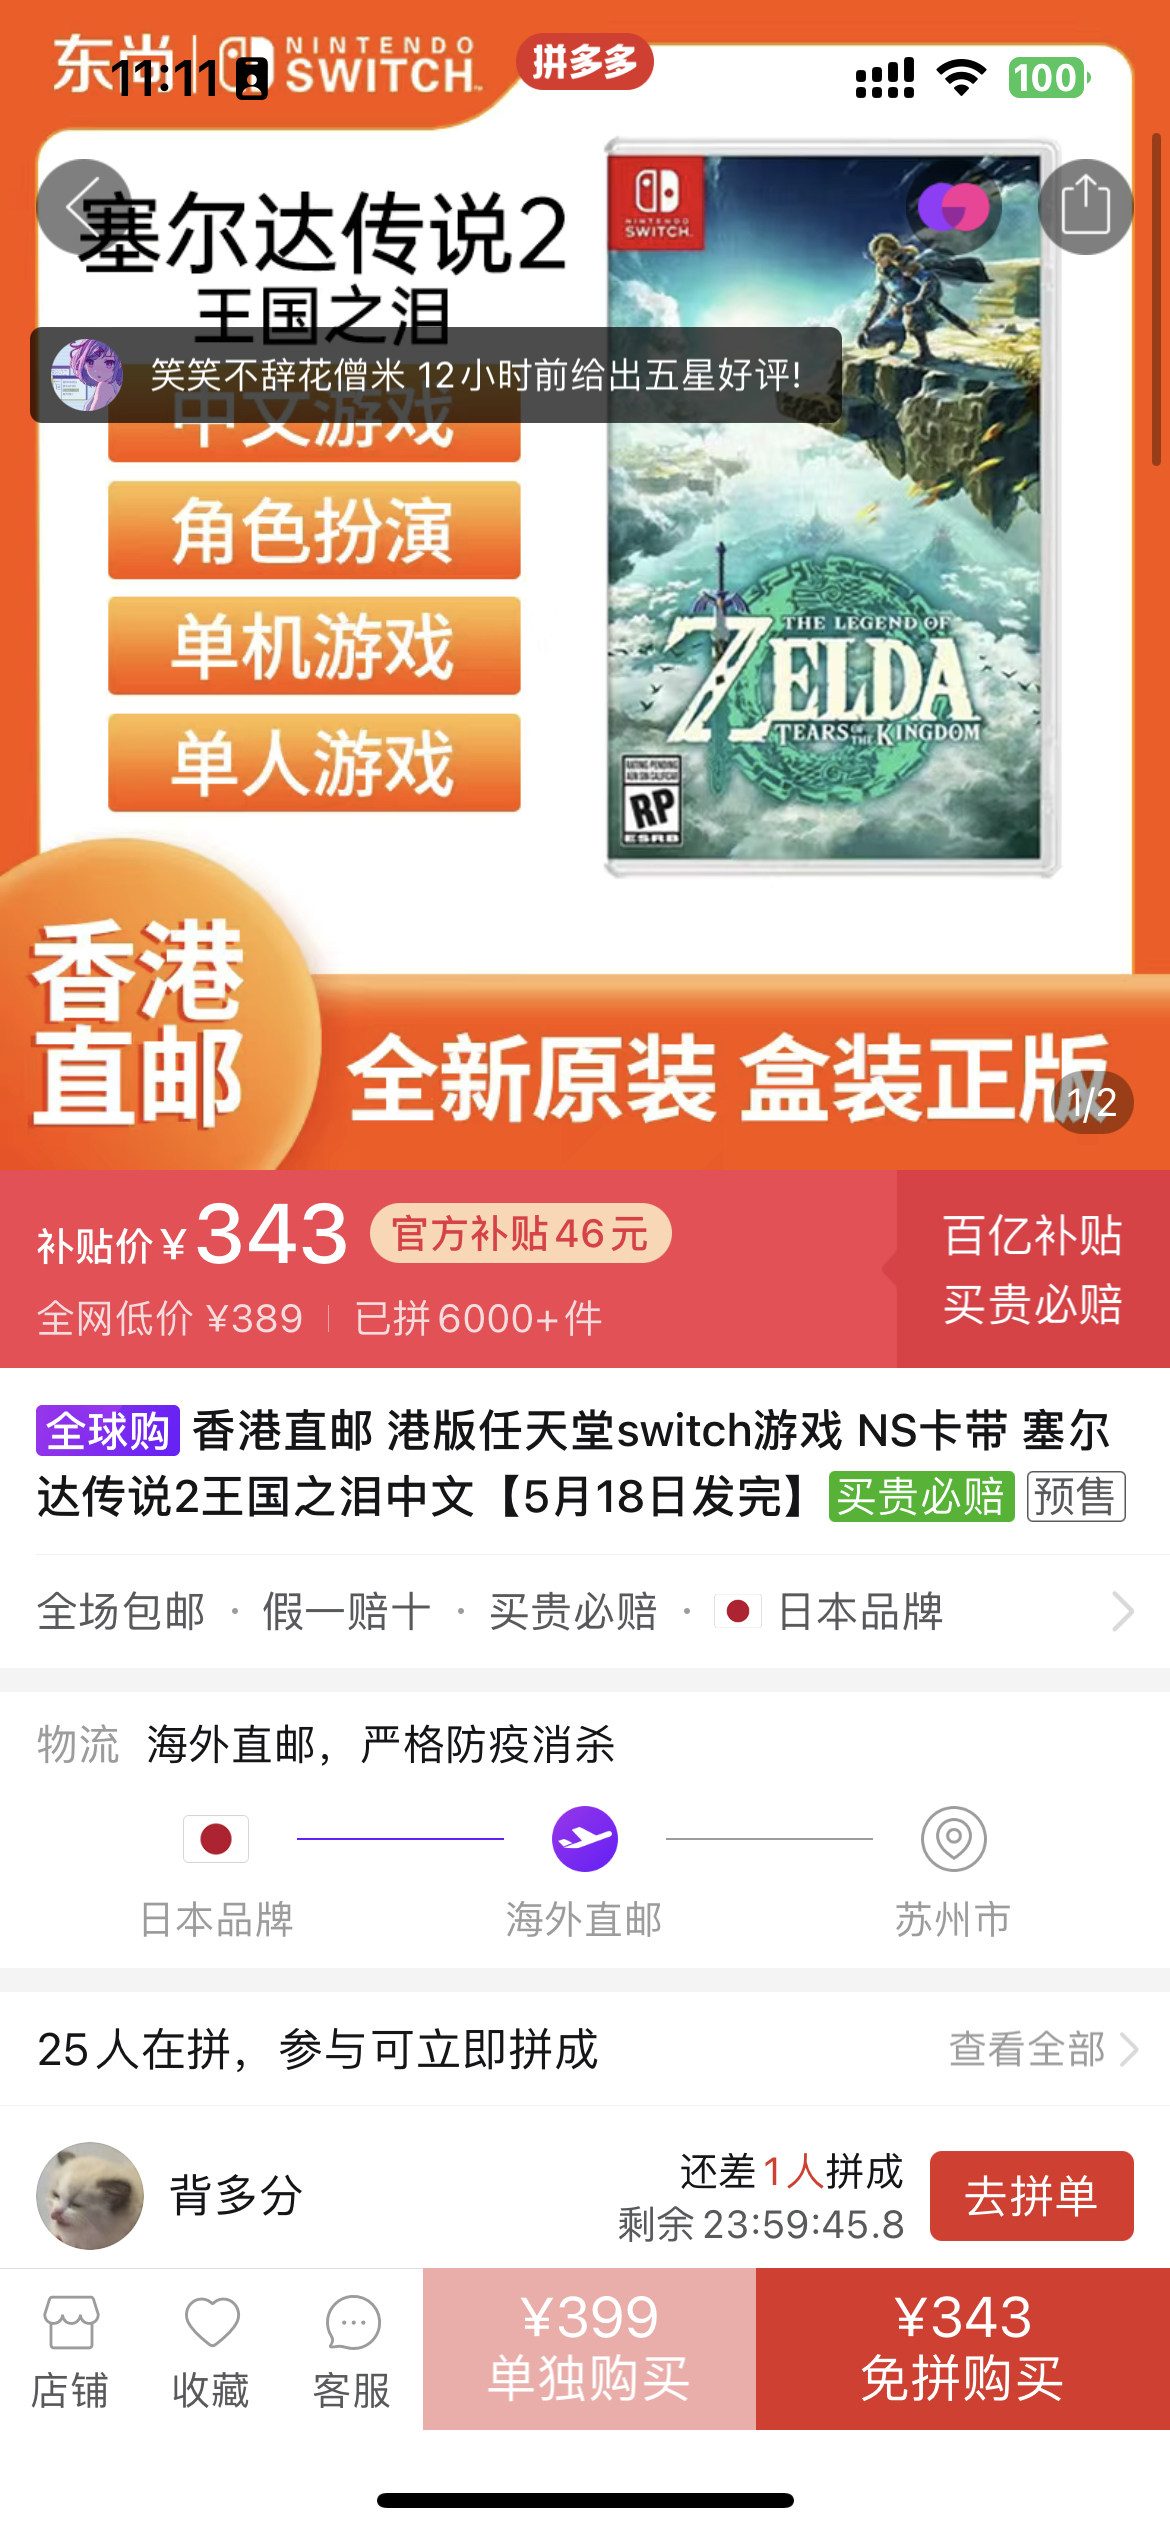 东尚 NINTENDO SWITCH
拼多多
11:11
100
塞尔达传说2
王国之泪
笑笑不辞花僧米 12小时前给出五星好评!
中文游戏
角色扮演
单机游戏
单人游戏
NINTENDO
SWITCH
THE LEGEND OF
ZELDA
TEARS OF THE KINGDOM
RATING PENDING
RP
ESRB
香港
直邮
全新原装 盒装正版
1/2
补贴价 ¥343 官方补贴46元
全网低价 ¥389 | 已拼6000+件
百亿补贴
买贵必赔
全球购 香港直邮 港版任天堂switch游戏 NS卡带 塞尔
达传说2王国之泪中文【5月18日发完】 买贵必赔 预售
全场包邮 · 假一赔十 · 买贵必赔 · 日本品牌
物流 海外直邮，严格防疫消杀
日本品牌 海外直邮 苏州市
25人在拼，参与可立即拼成 查看全部
背多分
还差1人拼成
剩余23:59:45.8
去拼单
店铺
收藏
客服
¥399
单独购买
¥343
免拼购买